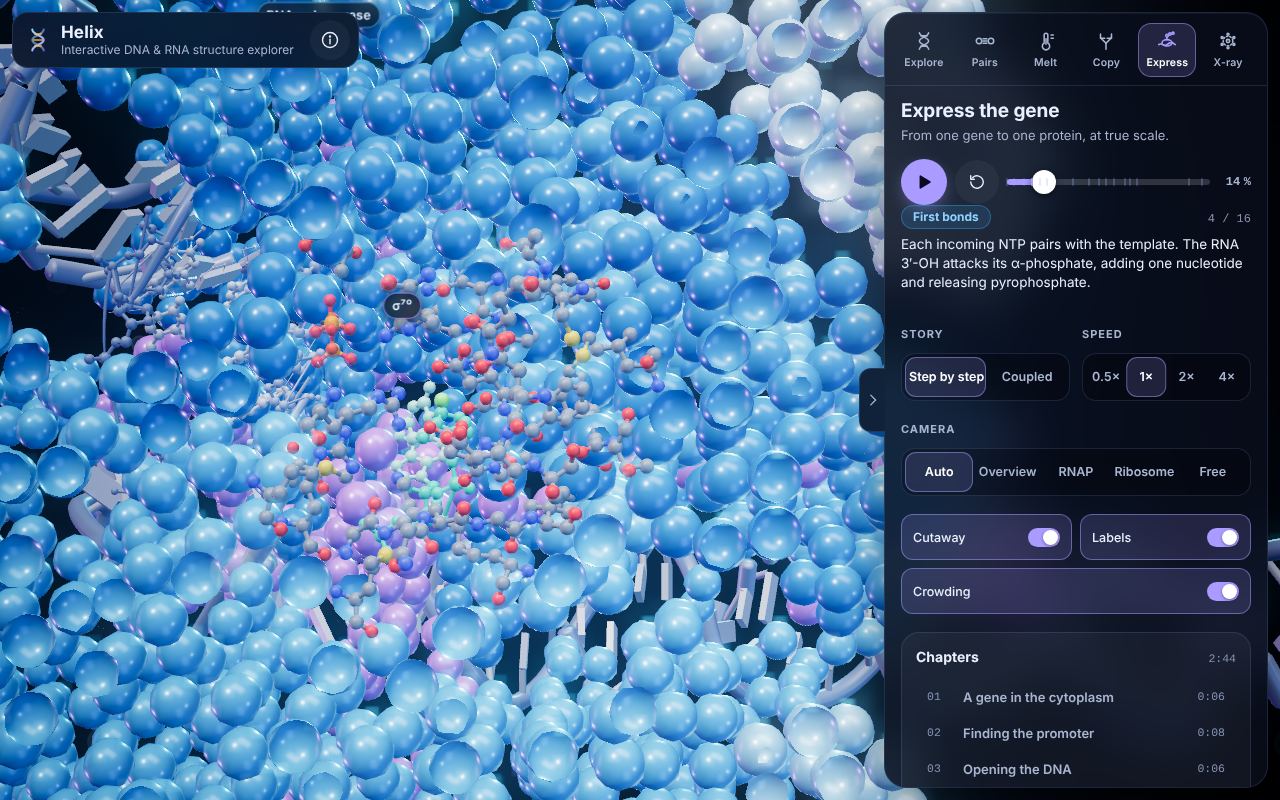 Helix
Interactive DNA & RNA structure explorer
σ⁷⁰
Explore
Pairs
Melt
Copy
Express
X-ray
Express the gene
From one gene to one protein, at true scale.
14 %
First bonds
4 / 16
Each incoming NTP pairs with the template. The RNA
3′-OH attacks its α-phosphate, adding one nucleotide
and releasing pyrophosphate.
STORY
SPEED
Step by step
Coupled
0.5×
1×
2×
4×
CAMERA
Auto
Overview
RNAP
Ribosome
Free
Cutaway
Labels
Crowding
Chapters
2:44
01 A gene in the cytoplasm 0:06
02 Finding the promoter 0:08
03 Opening the DNA 0:06